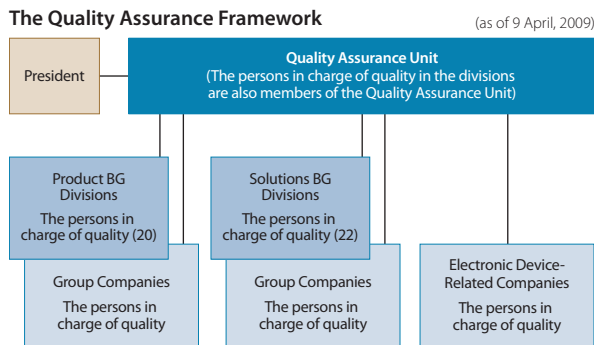 The Quality Assurance Framework
(as of 9 April, 2009)
President
Quality Assurance Unit
(The persons in charge of quality in the divisions
are also members of the Quality Assurance Unit)
Product BG
Divisions
The persons in
charge of quality (20)
Solutions BG
Divisions
The persons in
charge of quality (22)
Group Companies
The persons in
charge of quality
Group Companies
The persons in
charge of quality
Electronic Device-
Related Companies
The persons in
charge of quality